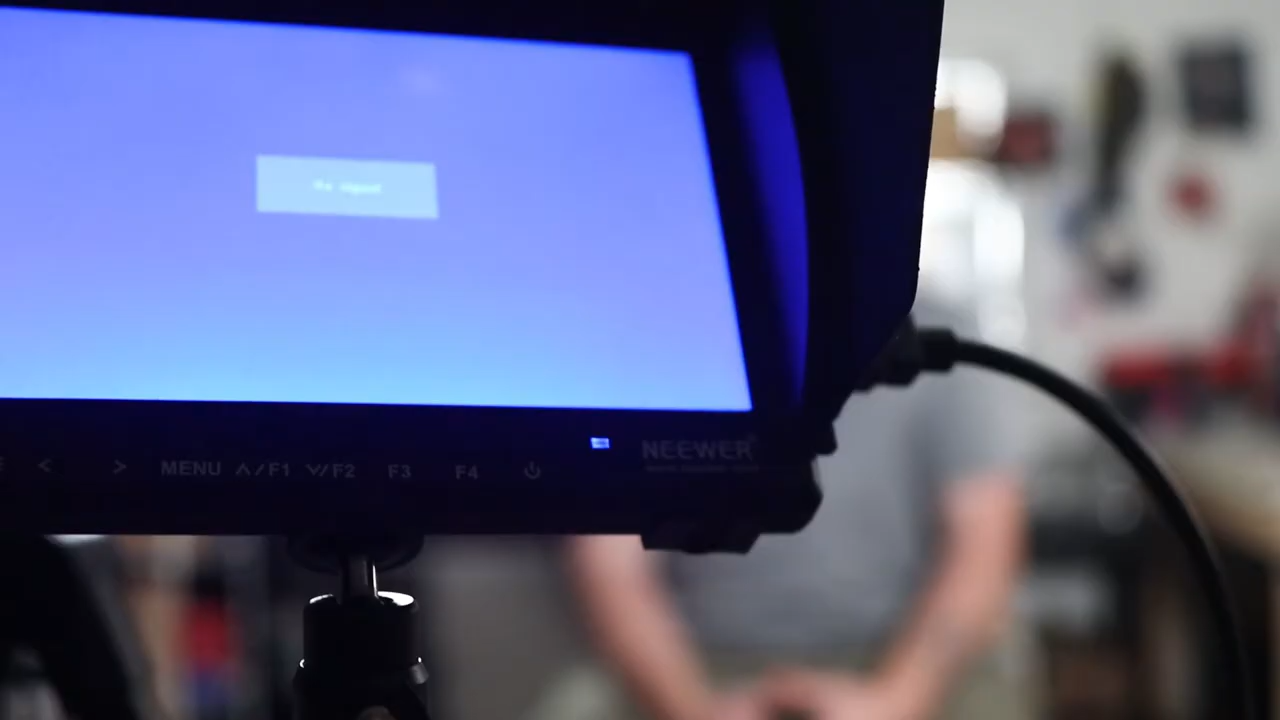 No signal
< > MENU ∧/F1 ∨/F2 F3 F4
NEEWER